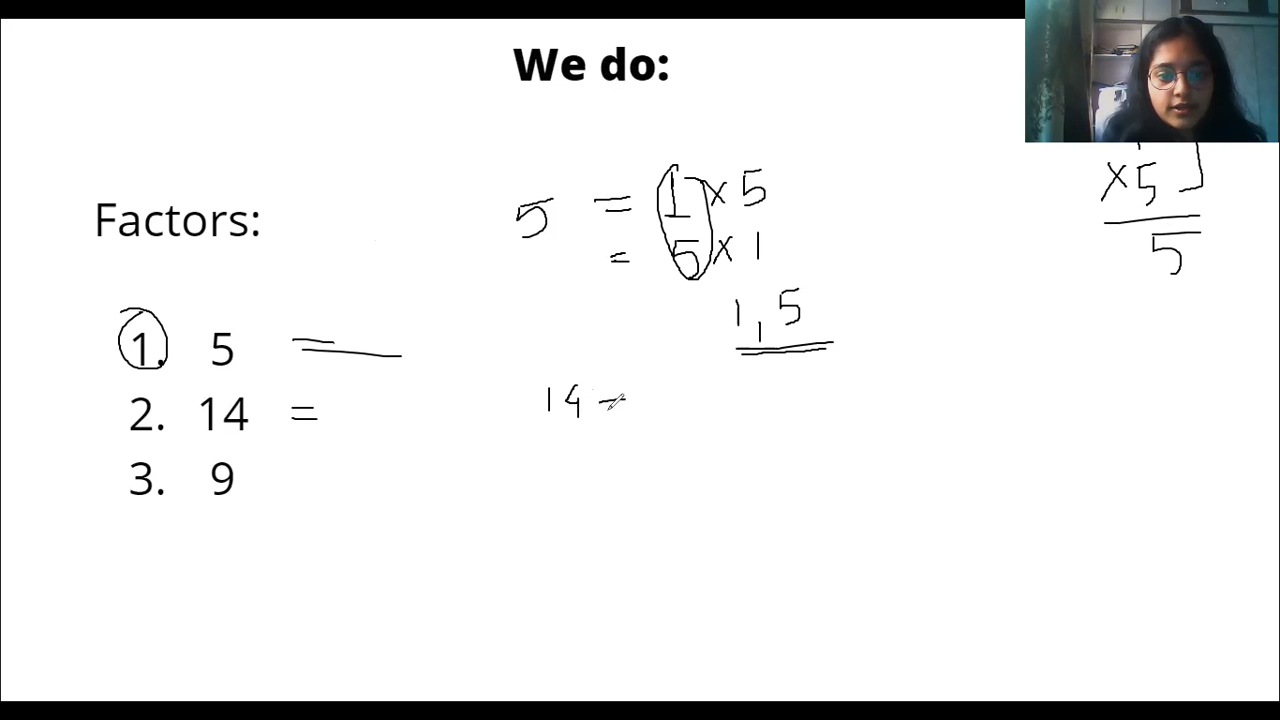 We do:
Factors:
5 = 1 x 5
= 5 x 1
1, 5
x 5
5
1. 5 =
2. 14 =
14 =
3. 9